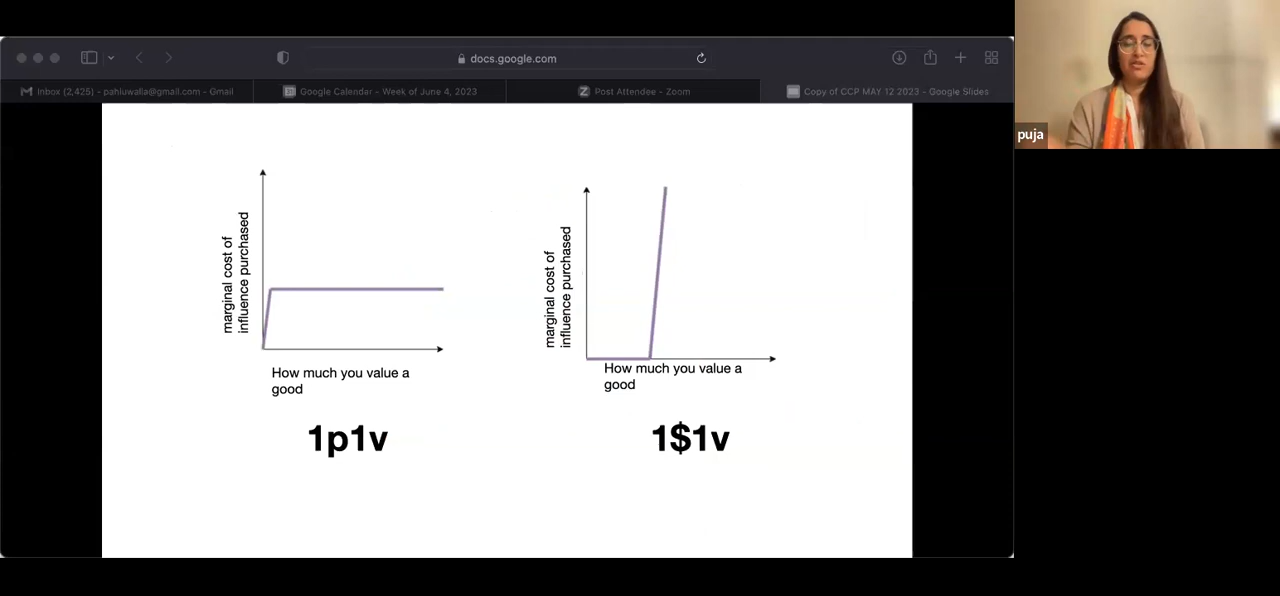 docs.google.com
Inbox (2,425) - pahluwalia@gmail.com - Gmail
Google Calendar - Week of June 4, 2023
Post Attendee - Zoom
Copy of CCP MAY 12 2023 - Google Slides
puja
marginal cost of
influence purchased
How much you value a
good
1p1v
marginal cost of
influence purchased
How much you value a
good
1$1v